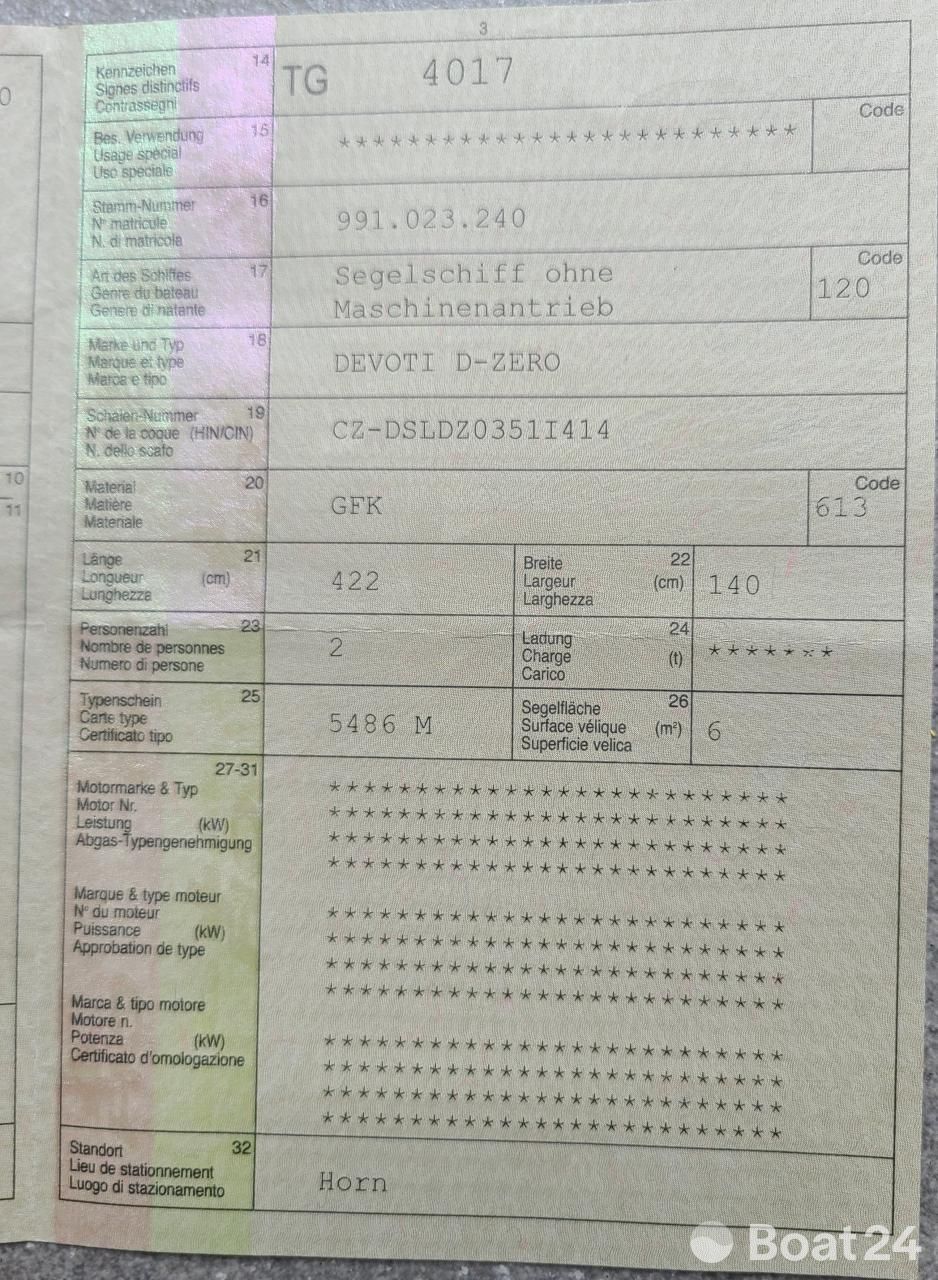 3
Kennzeichen 14 TG 4017
Signes distinctifs
Contrassegni
Bes. Verwendung 15 *************************** Code
Usage spécial
Uso speciale
Stamm-Nummer 16 991.023.240
N° matricule
N. di matricola
Art des Schiffes 17 Segelschiff ohne Code
Genre du bateau Maschinenantrieb 120
Genere di natante
Marke und Typ 18 DEVOTI D-ZERO
Marque et type
Marca e tipo
Schalen-Nummer 19 CZ-DSLDZ0351I414
N° de la coque (HIN/CIN)
N. dello scafo
Material 20 GFK Code
Matière 613
Materiale
Länge 21 422 Breite 22 140
Longueur (cm) Largeur (cm)
Lunghezza Larghezza
Personenzahl 23 2 Ladung 24 *******
Nombre de personnes Charge (t)
Numero di persone Carico
Typenschein 25 5486 M Segelfläche 26 6
Carte type Surface vélique (m²)
Certificato tipo Superficie velica
27-31
Motormarke & Typ ***************************
Motor Nr. ***************************
Leistung (kW) ***************************
Abgas-Typengenehmigung ***************************
Marque & type moteur ***************************
N° du moteur ***************************
Puissance (kW) ***************************
Approbation de type ***************************
Marca & tipo motore ***************************
Motore n. ***************************
Potenza (kW) ***************************
Certificato d'omologazione ***************************
Standort 32 Horn
Lieu de stationnement
Luogo di stazionamento
0
10
11
Boat24